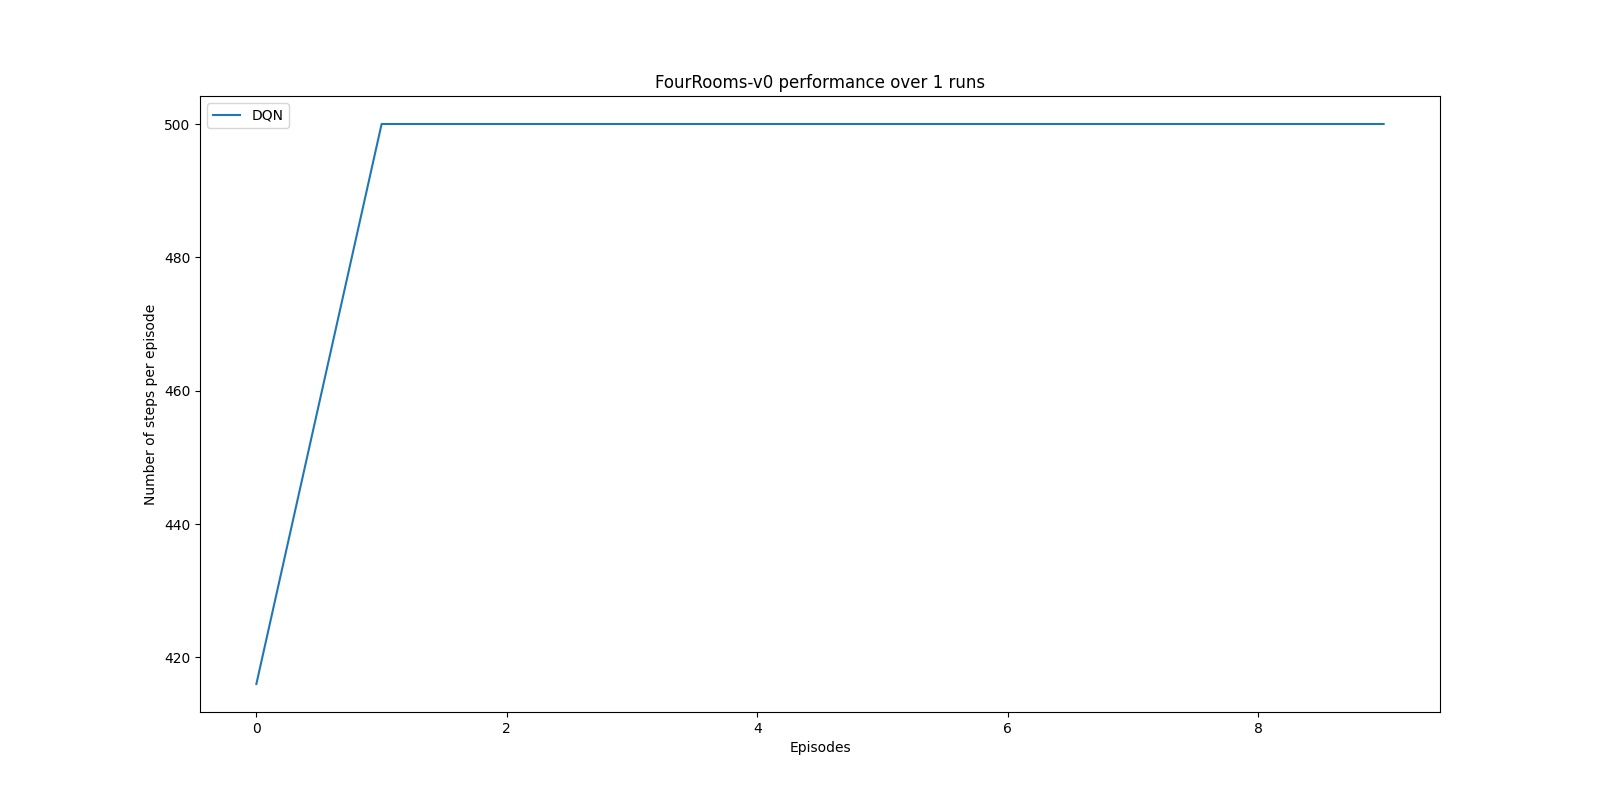 FourRooms-v0 performance over 1 runs
DQN
500
480
460
440
420
Number of steps per episode
0 2 4 6 8
Episodes